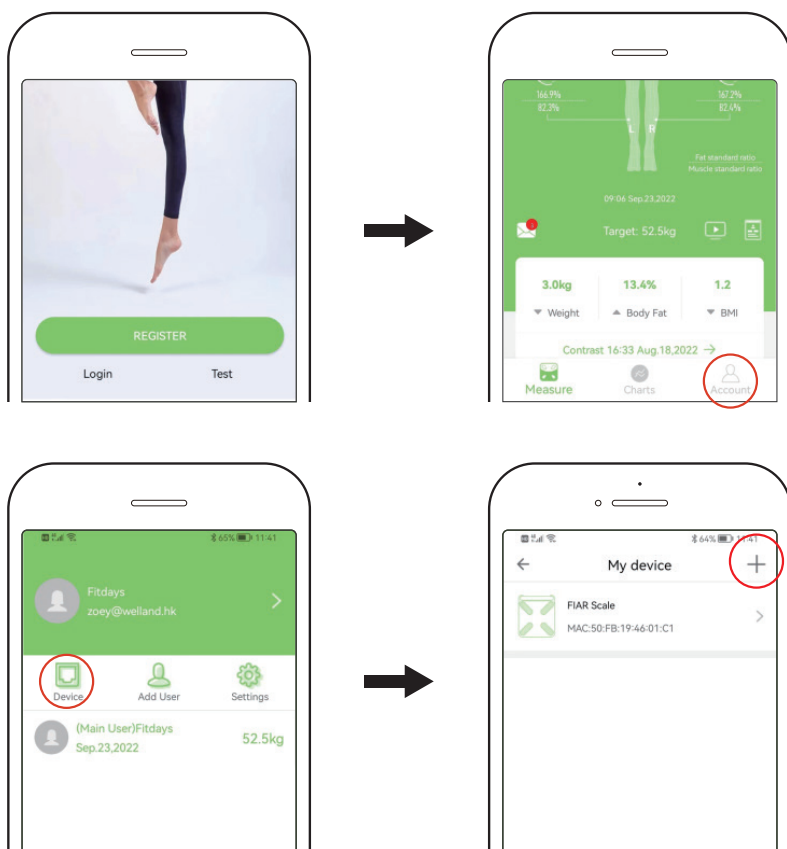 REGISTER
Login Test
166.9% 167.2%
82.3% 82.4%
L R
Fat standard ratio
Muscle standard ratio
09:06 Sep.23,2022
Target: 52.5kg
3.0kg 13.4% 1.2
Weight Body Fat BMI
Contrast 16:33 Aug.18,2022
Measure Charts Account
65% 11:41
Fitdays
zoey@welland.hk
Device Add User Settings
(Main User)Fitdays
Sep.23,2022
52.5kg
64% 11:41
My device
FIAR Scale
MAC:50:FB:19:46:01:C1